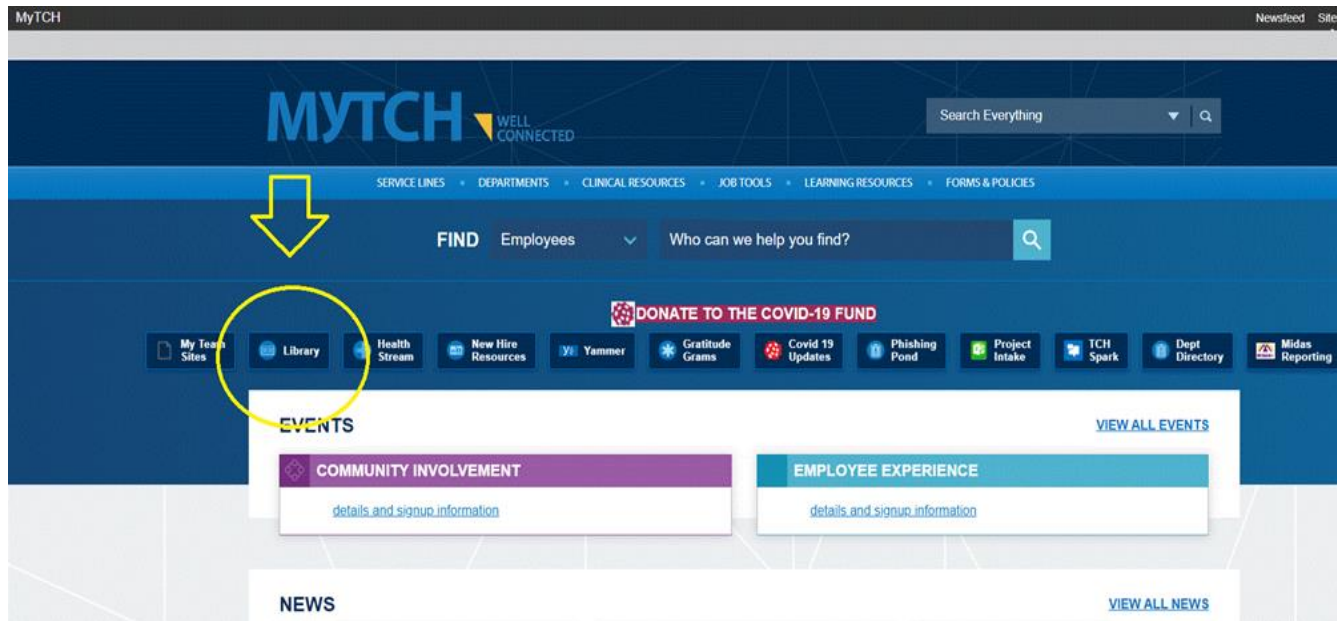 MyTCH
Newsfeed Site
MYTCH WELL CONNECTED
Search Everything
SERVICE LINES DEPARTMENTS CLINICAL RESOURCES JOB TOOLS LEARNING RESOURCES FORMS & POLICIES
FIND Employees Who can we help you find?
DONATE TO THE COVID-19 FUND
My Team Sites
Library
Health Stream
New Hire Resources
Yammer
Gratitude Grams
Covid 19 Updates
Phishing Pond
Project Intake
TCH Spark
Dept Directory
Midas Reporting
EVENTS
VIEW ALL EVENTS
COMMUNITY INVOLVEMENT
details and signup information
EMPLOYEE EXPERIENCE
details and signup information
NEWS
VIEW ALL NEWS